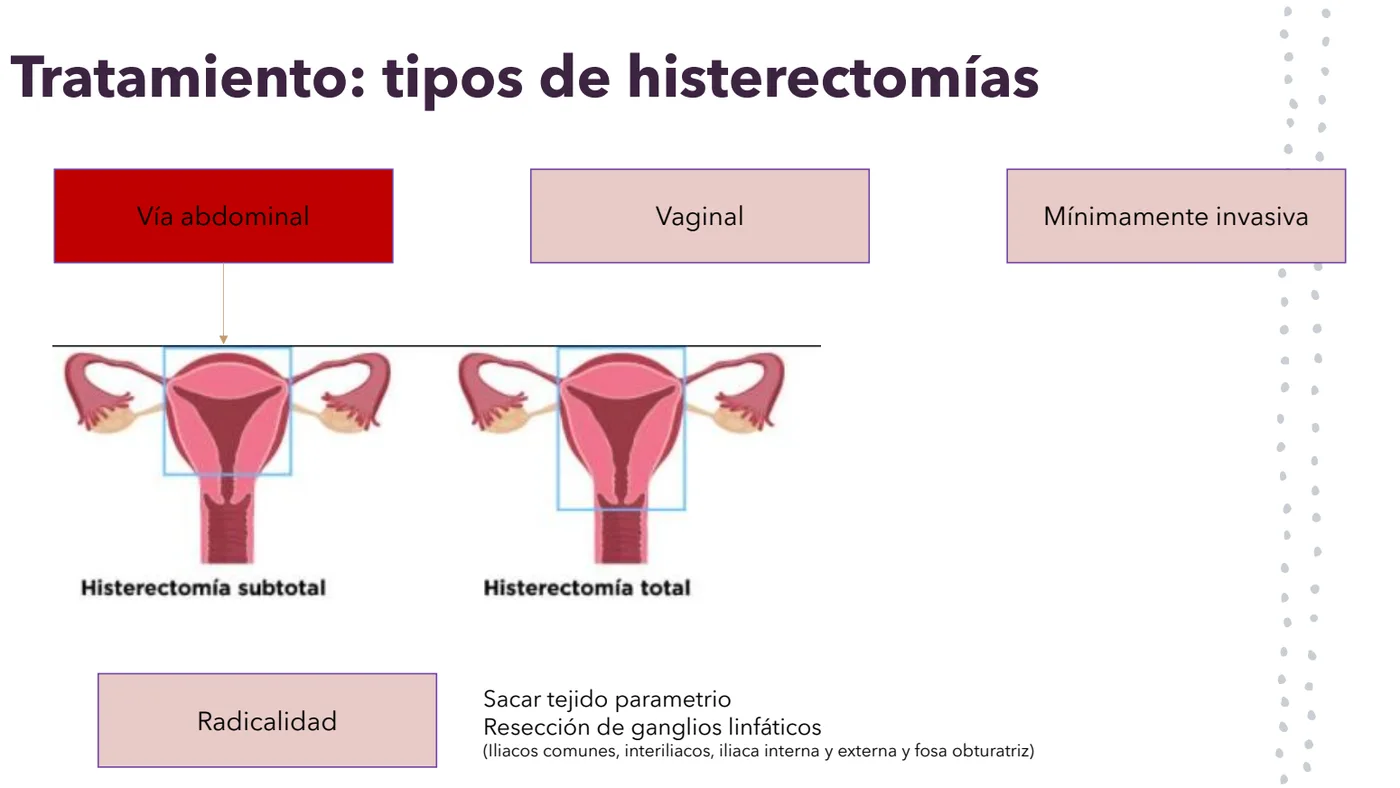 Tratamiento: tipos de histerectomías
Vía abdominal
Vaginal
Mínimamente invasiva
Histerectomía subtotal
Histerectomía total
Radicalidad
Sacar tejido parametrio
Resección de ganglios linfáticos
(Iliacos comunes, interiliacos, iliaca interna y externa y fosa obturatriz)